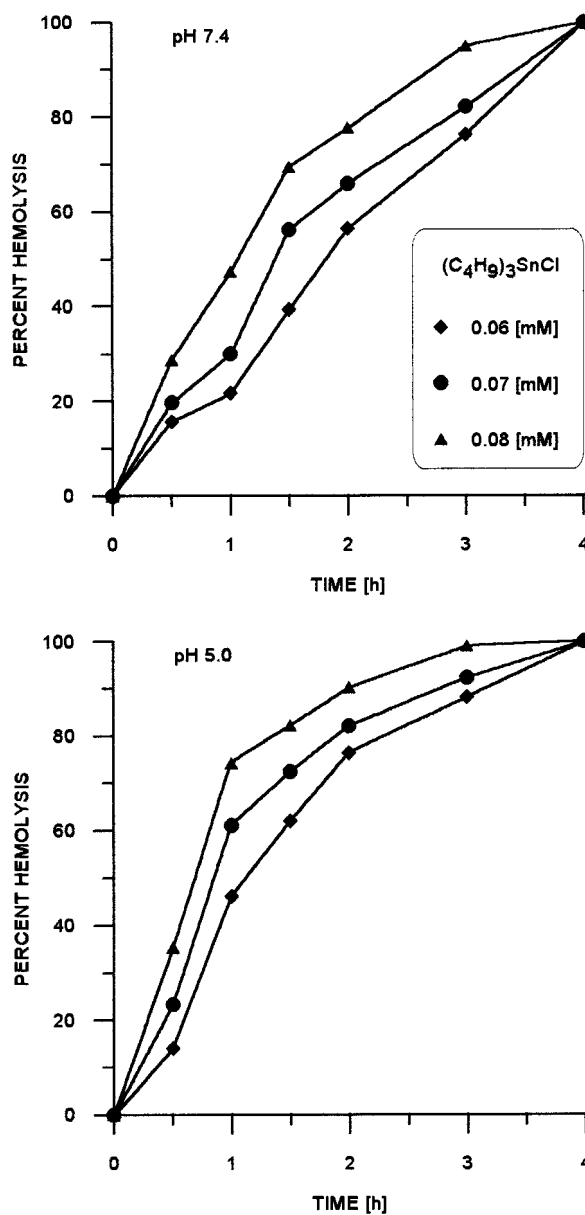 pH 7.4
PERCENT HEMOLYSIS
100
80
60
40
20
0
(C4H9)3SnCl
0.06 [mM]
0.07 [mM]
0.08 [mM]
0 1 2 3 4
TIME [h]
pH 5.0
PERCENT HEMOLYSIS
100
80
60
40
20
0
0 1 2 3 4
TIME [h]